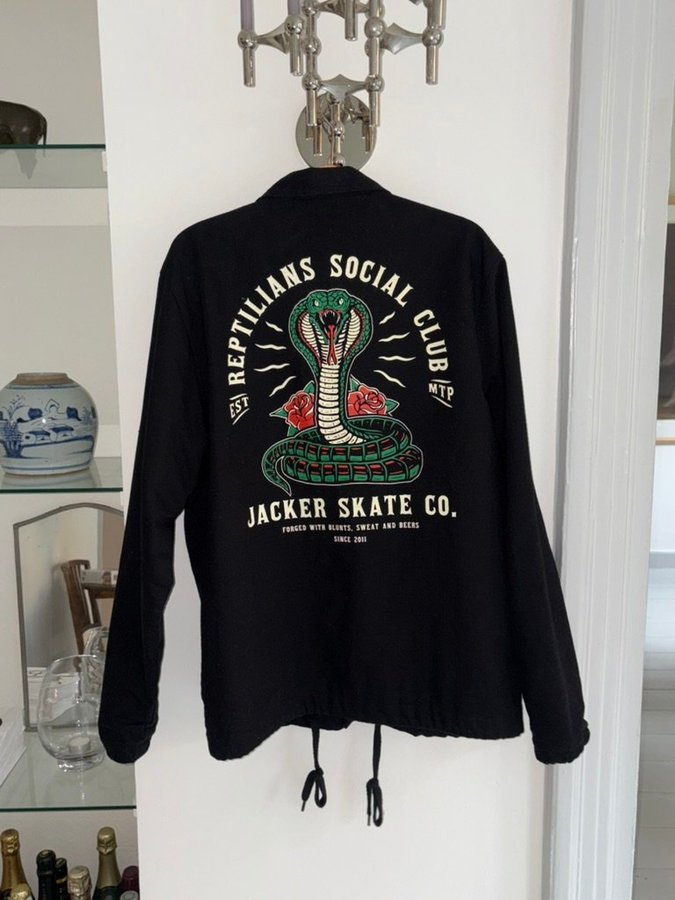 REPTILIANS SOCIAL CLUB
EST
MTP
JACKER SKATE CO.
FORGED WITH BLUNTS, SWEAT AND BEERS
SINCE 2011